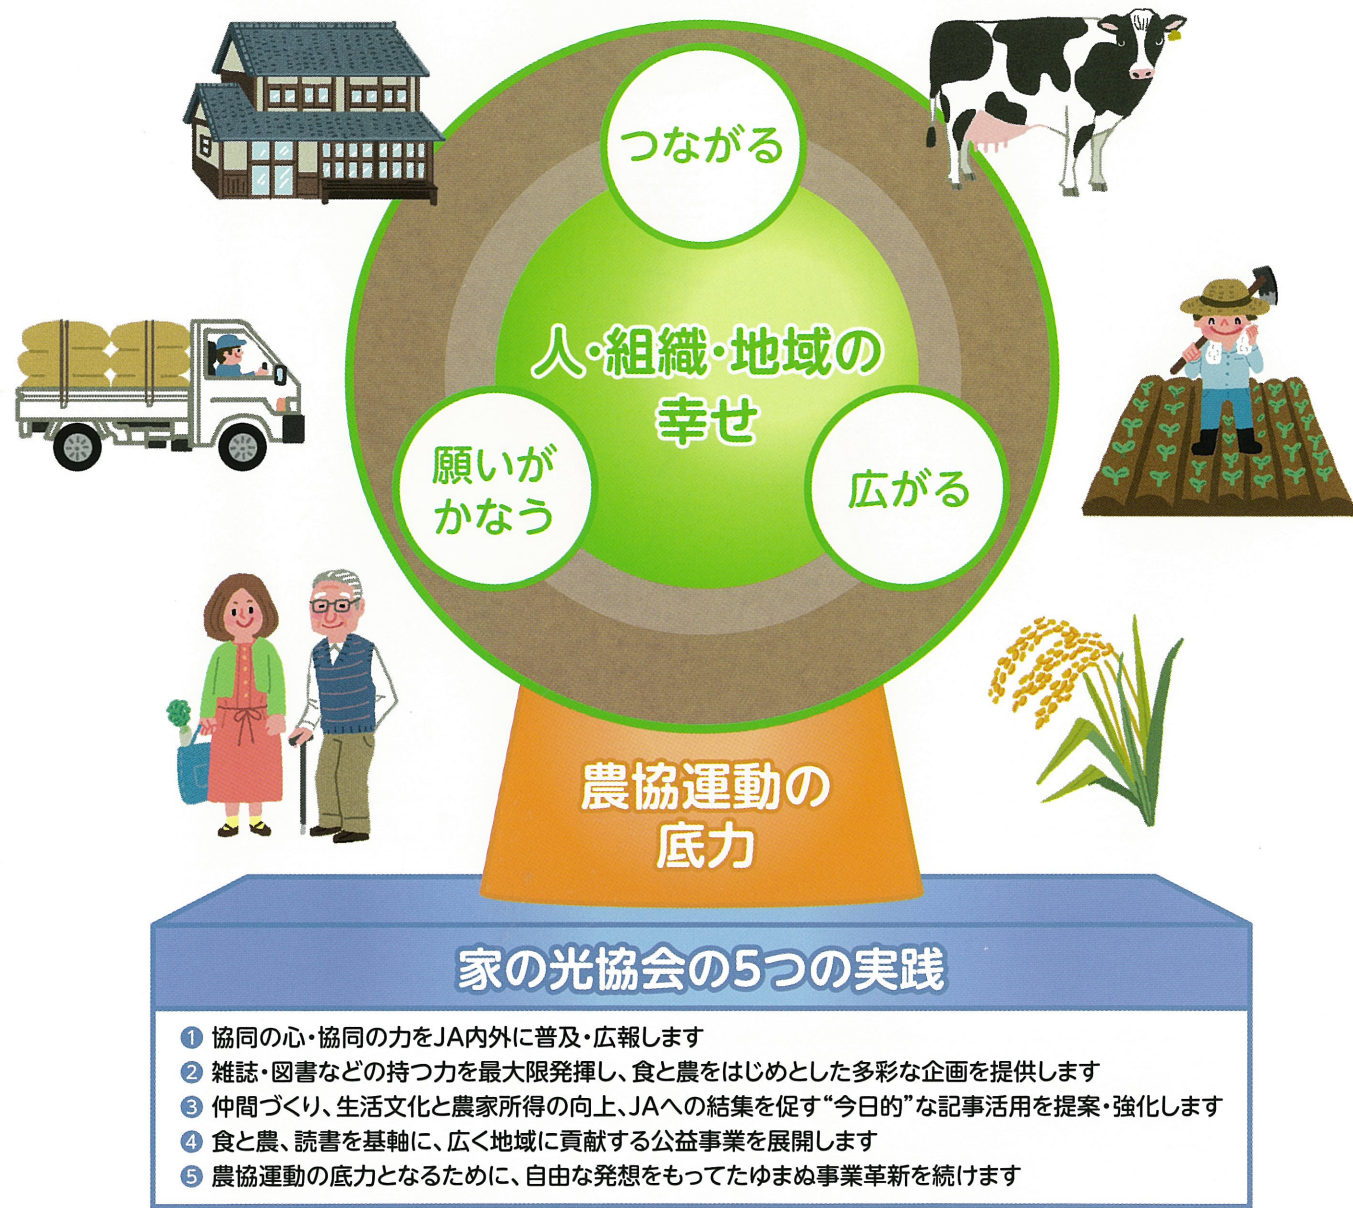 つながる
人・組織・地域の
幸せ
願いが
かなう
広がる
農協運動の
底力
家の光協会の5つの実践
1 協同の心・協同の力をJA内外に普及・広報します
2 雑誌・図書などの持つ力を最大限発揮し、食と農をはじめとした多彩な企画を提供します
3 仲間づくり、生活文化と農家所得の向上、JAへの結集を促す“今日的”な記事活用を提案・強化します
4 食と農、読書を基軸に、広く地域に貢献する公益事業を展開します
5 農協運動の底力となるために、自由な発想をもってたゆまぬ事業革新を続けます